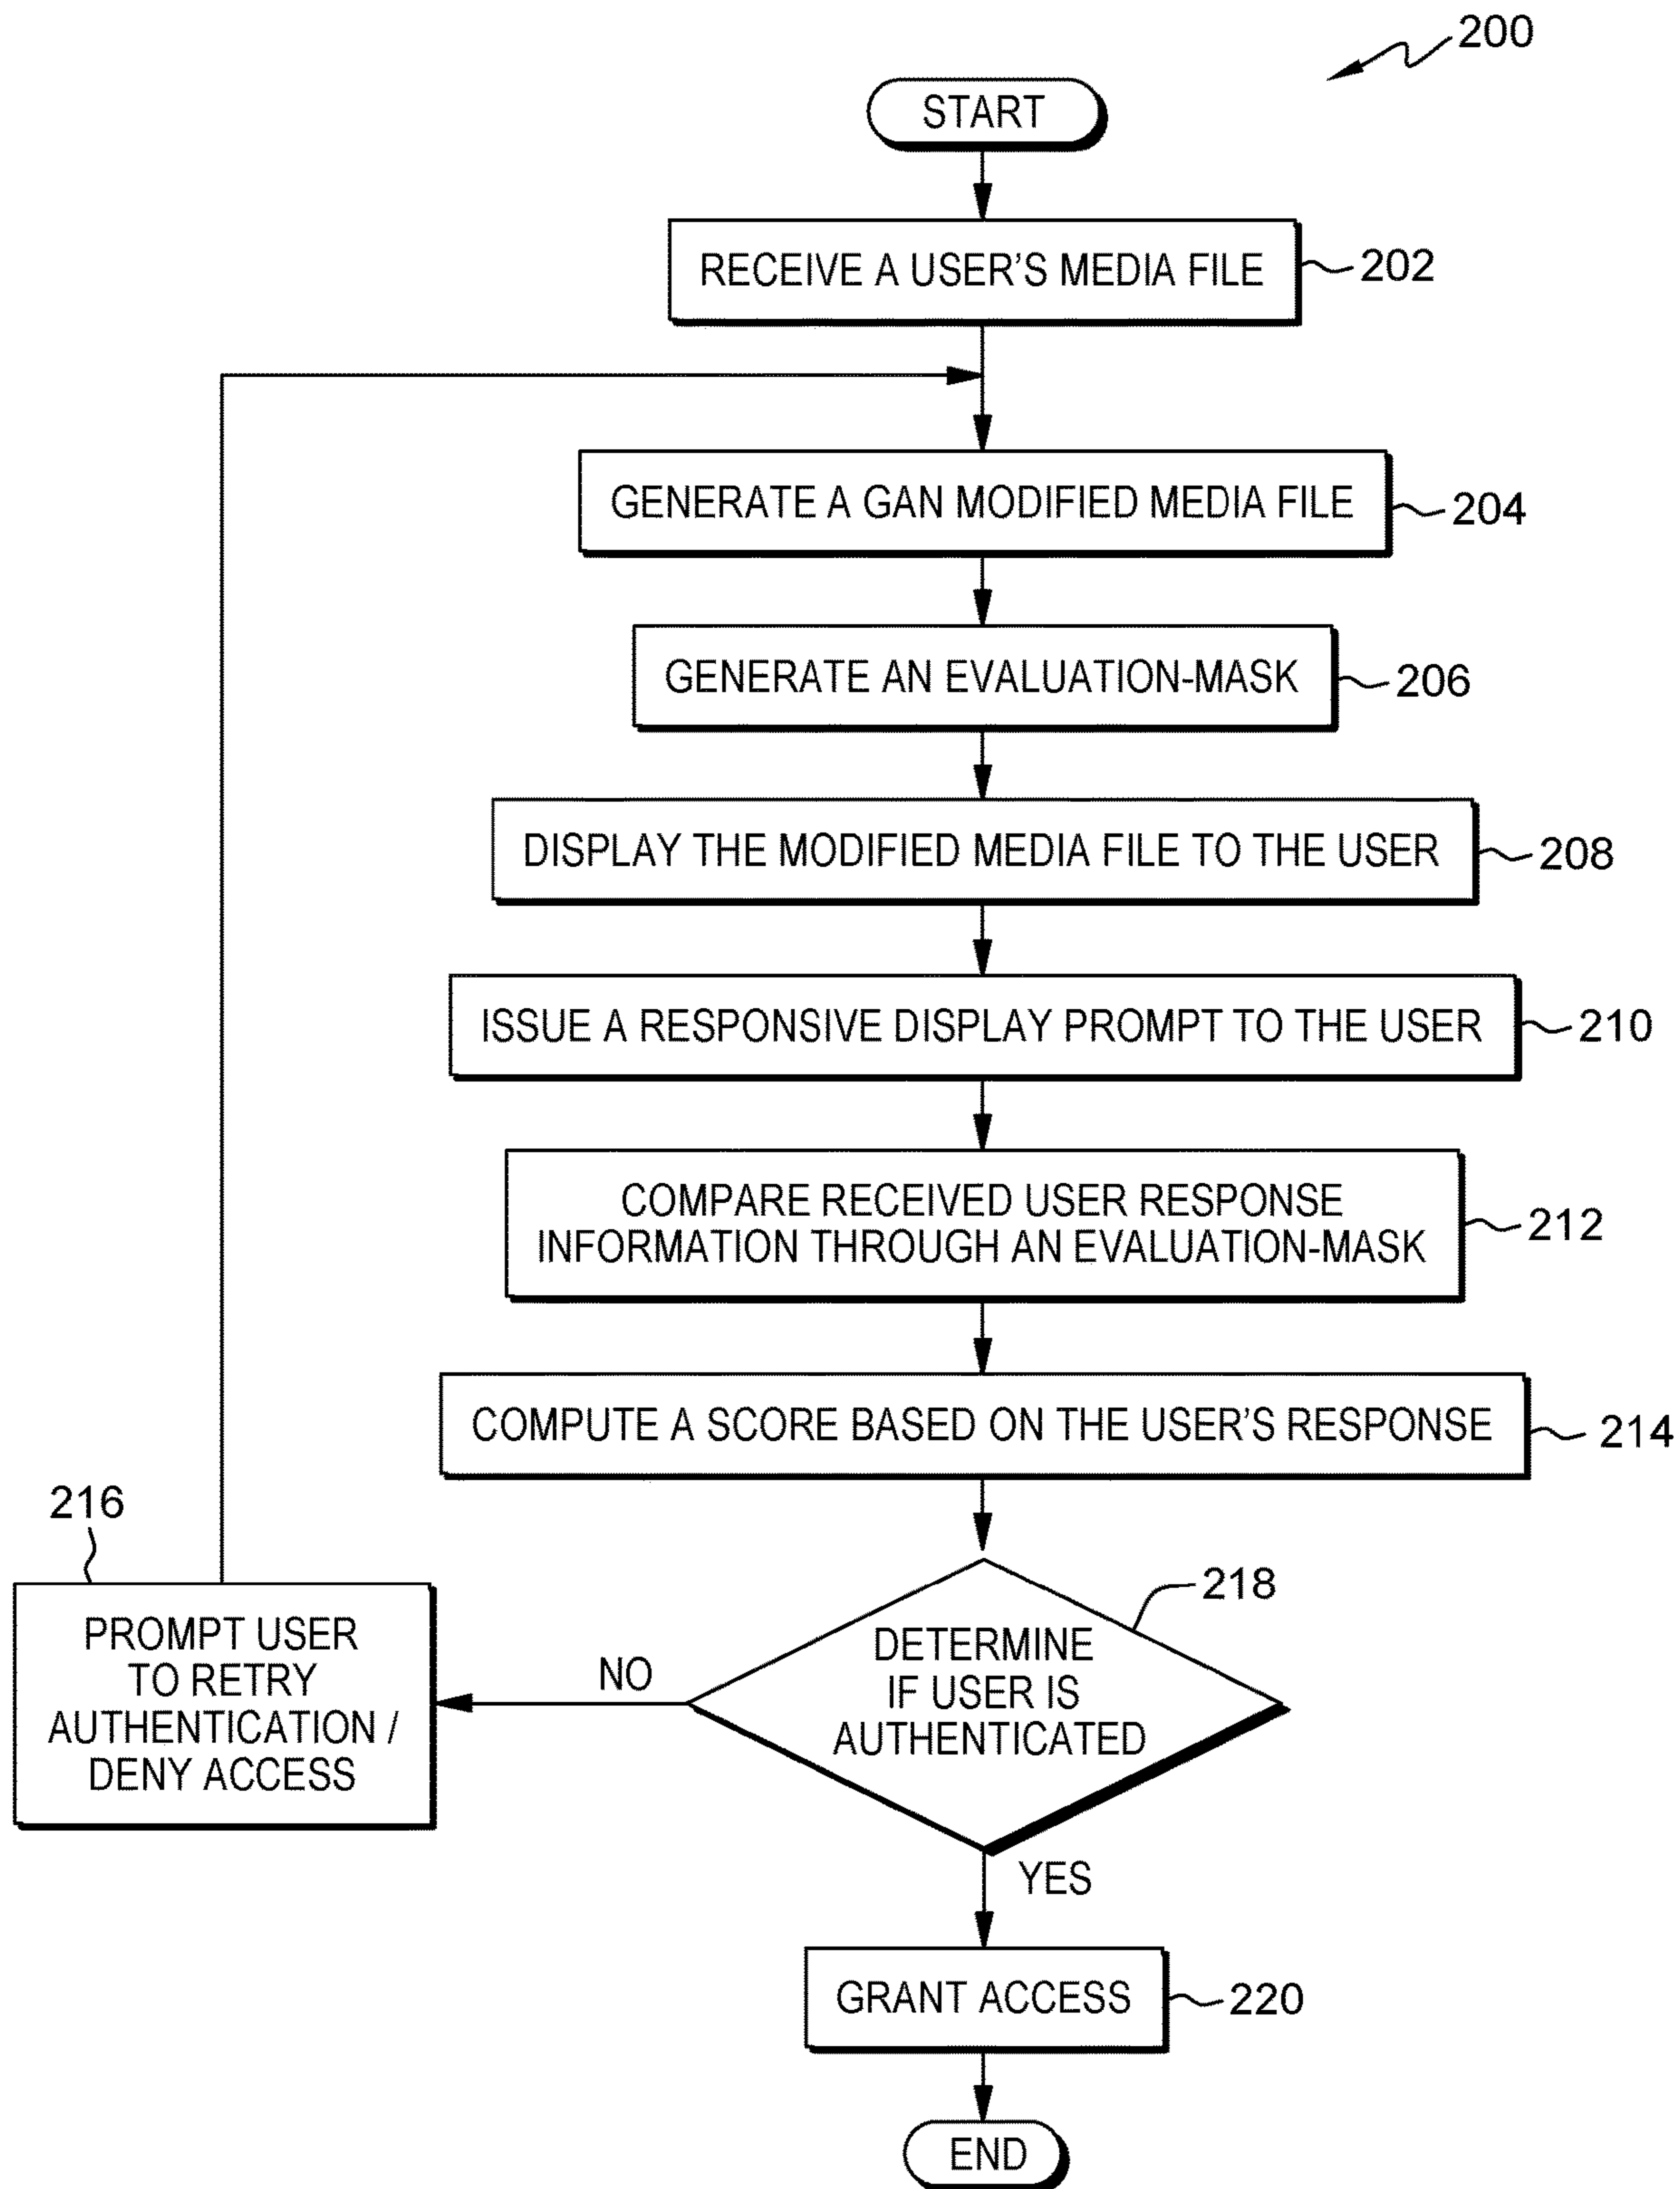 200
START
RECEIVE A USER'S MEDIA FILE
202
GENERATE A GAN MODIFIED MEDIA FILE
204
GENERATE AN EVALUATION-MASK
206
DISPLAY THE MODIFIED MEDIA FILE TO THE USER
208
ISSUE A RESPONSIVE DISPLAY PROMPT TO THE USER
210
COMPARE RECEIVED USER RESPONSE
INFORMATION THROUGH AN EVALUATION-MASK
212
COMPUTE A SCORE BASED ON THE USER'S RESPONSE
214
216
PROMPT USER
TO RETRY
AUTHENTICATION /
DENY ACCESS
NO
218
DETERMINE
IF USER IS
AUTHENTICATED
YES
GRANT ACCESS
220
END